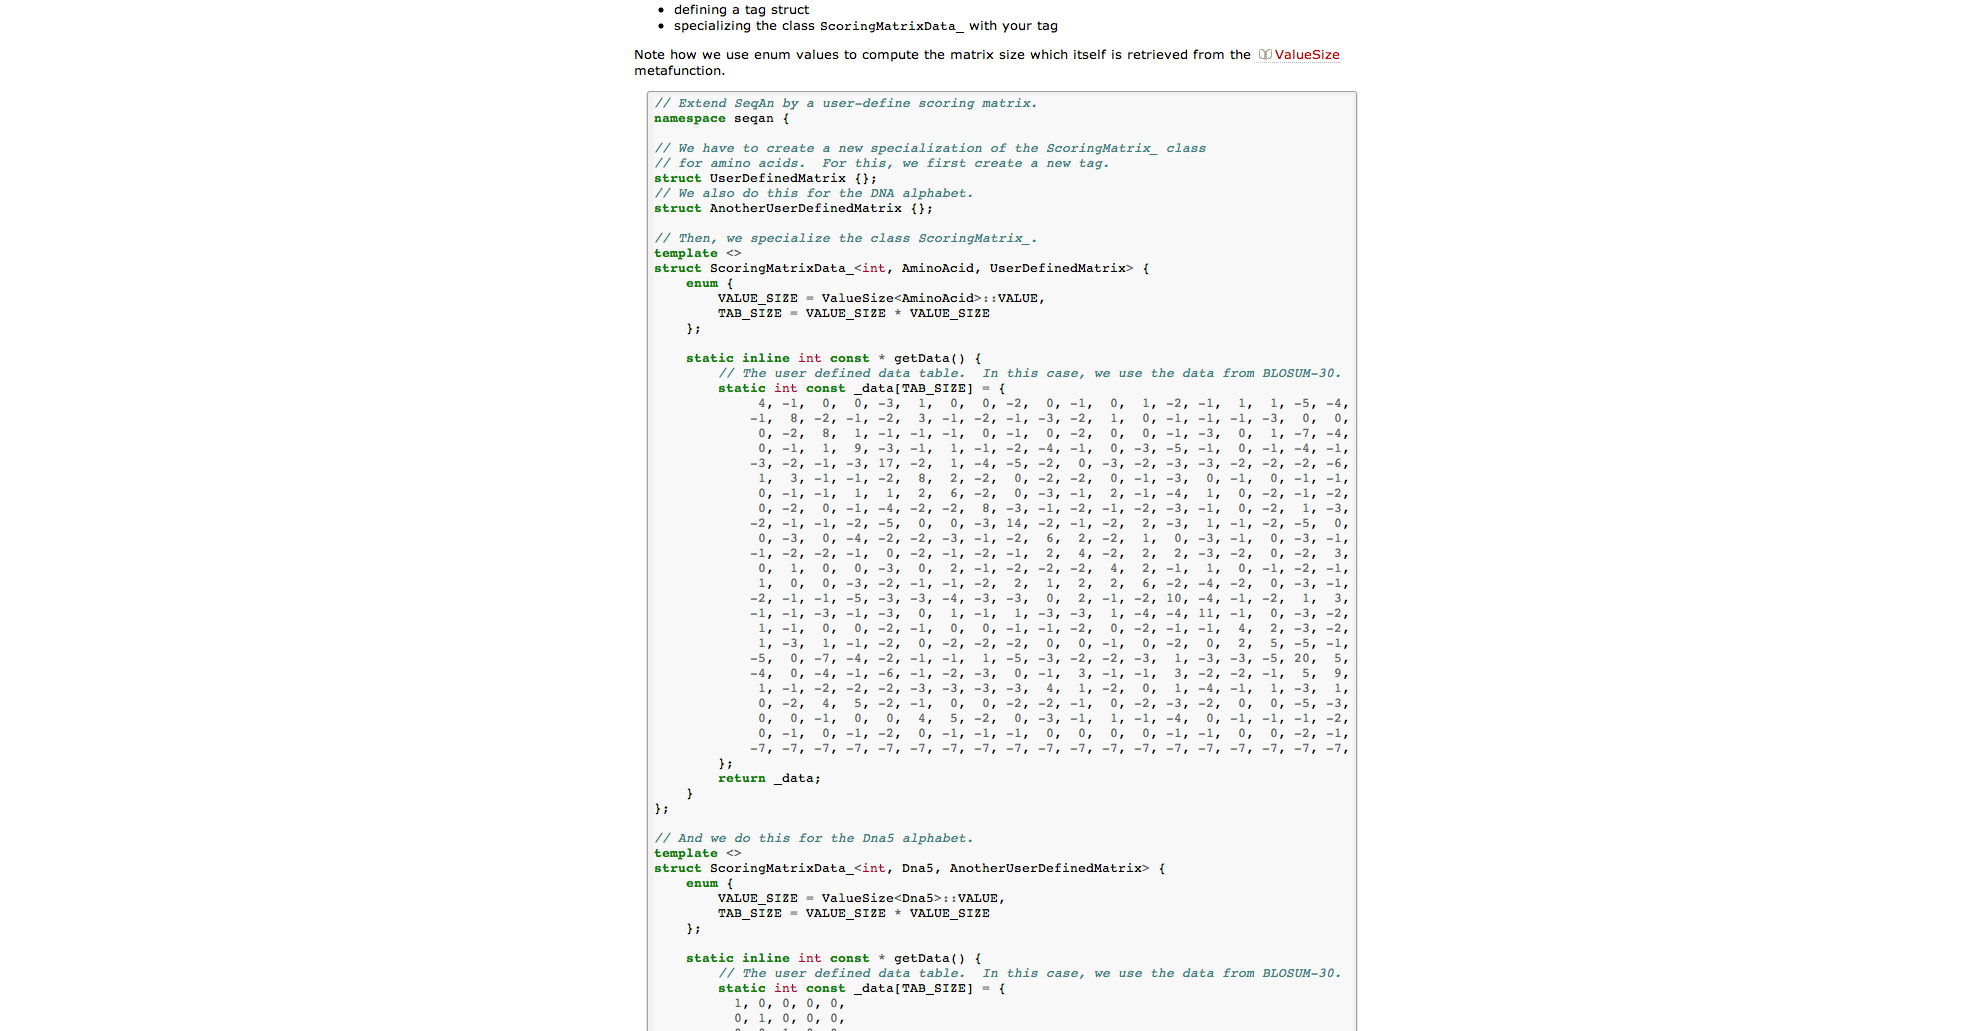 • defining a tag struct
• specializing the class ScoringMatrixData_ with your tag
Note how we use enum values to compute the matrix size which itself is retrieved from the ValueSize
metafunction.
// Extend SeqAn by a user-define scoring matrix.
namespace seqan {
// We have to create a new specialization of the ScoringMatrix_ class
// for amino acids.  For this, we first create a new tag.
struct UserDefinedMatrix {};
// We also do this for the DNA alphabet.
struct AnotherUserDefinedMatrix {};
// Then, we specialize the class ScoringMatrix_.
template <>
struct ScoringMatrixData_<int, AminoAcid, UserDefinedMatrix> {
enum {
VALUE_SIZE = ValueSize<AminoAcid>::VALUE,
TAB_SIZE = VALUE_SIZE * VALUE_SIZE
};
static inline int const * getData() {
// The user defined data table.  In this case, we use the data from BLOSUM-30.
static int const _data[TAB_SIZE] = {
4, -1, 0, 0, -3, 1, 0, 0, -2, 0, -1, 0, 1, -2, -1, 1, 1, -5, -4,
-1, 8, -2, -1, -2, 3, -1, -2, -1, -3, -2, 1, 0, -1, -1, -1, -3, 0, 0,
0, -2, 8, 1, -1, -1, -1, 0, -1, 0, -2, 0, 0, -1, -3, 0, 1, -7, -4,
0, -1, 1, 9, -3, -1, 1, -1, -2, -4, -1, 0, -3, -5, -1, 0, -1, -4, -1,
-3, -2, -1, -3, 17, -2, 1, -4, -5, -2, 0, -3, -2, -3, -3, -2, -2, -2, -6,
1, 3, -1, -1, -2, 8, 2, -2, 0, -2, -2, 0, -1, -3, 0, -1, 0, -1, -1,
0, -1, -1, 1, 1, 2, 6, -2, 0, -3, -1, 2, -1, -4, 1, 0, -2, -1, -2,
0, -2, 0, -1, -4, -2, -2, 8, -3, -1, -2, -1, -2, -3, -1, 0, -2, 1, -3,
-2, -1, -1, -2, -5, 0, 0, -3, 14, -2, -1, -2, 2, -3, 1, -1, -2, -5, 0,
0, -3, 0, -4, -2, -2, -3, -1, -2, 6, 2, -2, 1, 0, -3, -1, 0, -3, -1,
-1, -2, -2, -1, 0, -2, -1, -2, -1, 2, 4, -2, 2, 2, -3, -2, 0, -2, 3,
0, 1, 0, 0, -3, 0, 2, -1, -2, -2, -2, 4, 2, -1, 1, 0, -1, -2, -1,
1, 0, 0, -3, -2, -1, -1, -2, 2, 1, 2, 2, 6, -2, -4, -2, 0, -3, -1,
-2, -1, -1, -5, -3, -3, -4, -3, -3, 0, 2, -1, -2, 10, -4, -1, -2, 1, 3,
-1, -1, -3, -1, -3, 0, 1, -1, 1, -3, -3, 1, -4, -4, 11, -1, 0, -3, -2,
1, -1, 0, 0, -2, -1, 0, 0, -1, -1, -2, 0, -2, -1, -1, 4, 2, -3, -2,
1, -3, 1, -1, -2, 0, -2, -2, -2, 0, 0, -1, 0, -2, 0, 2, 5, -5, -1,
-5, 0, -7, -4, -2, -1, -1, 1, -5, -3, -2, -2, -3, 1, -3, -3, -5, 20, 5,
-4, 0, -4, -1, -6, -1, -2, -3, 0, -1, 3, -1, -1, 3, -2, -2, -1, 5, 9,
1, -1, -2, -2, -2, -3, -3, -3, -3, 4, 1, -2, 0, 1, -4, -1, 1, -3, 1,
0, -2, 4, 5, -2, -1, 0, 0, -2, -2, -1, 0, -2, -3, -2, 0, 0, -5, -3,
0, 0, -1, 0, 0, 4, 5, -2, 0, -3, -1, 1, -1, -4, 0, -1, -1, -1, -2,
0, -1, 0, -1, -2, 0, -1, -1, -1, 0, 0, 0, 0, -1, -1, 0, 0, -2, -1,
-7, -7, -7, -7, -7, -7, -7, -7, -7, -7, -7, -7, -7, -7, -7, -7, -7, -7, -7,
};
return _data;
}
};
// And we do this for the Dna5 alphabet.
template <>
struct ScoringMatrixData_<int, Dna5, AnotherUserDefinedMatrix> {
enum {
VALUE_SIZE = ValueSize<Dna5>::VALUE,
TAB_SIZE = VALUE_SIZE * VALUE_SIZE
};
static inline int const * getData() {
// The user defined data table.  In this case, we use the data from BLOSUM-30.
static int const _data[TAB_SIZE] = {
1, 0, 0, 0, 0,
0, 1, 0, 0, 0,